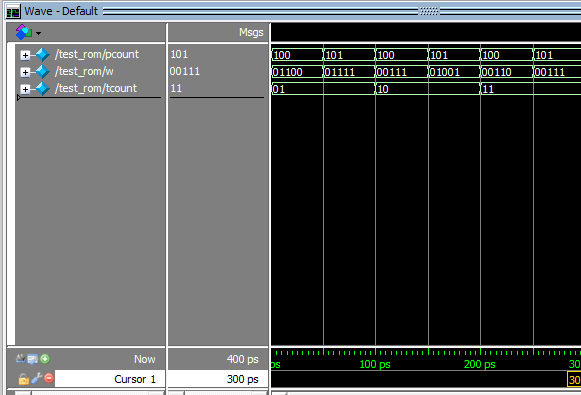 Wave - Default
Msgs
/test_rom/pcount 101 100 101 100 101 100 101
/test_rom/w 00111 01100 01111 00111 01001 00110 00111
/test_rom/tcount 11 01 10 11
Now 400 ps ps 100 ps 200 ps 30
Cursor 1 300 ps 30